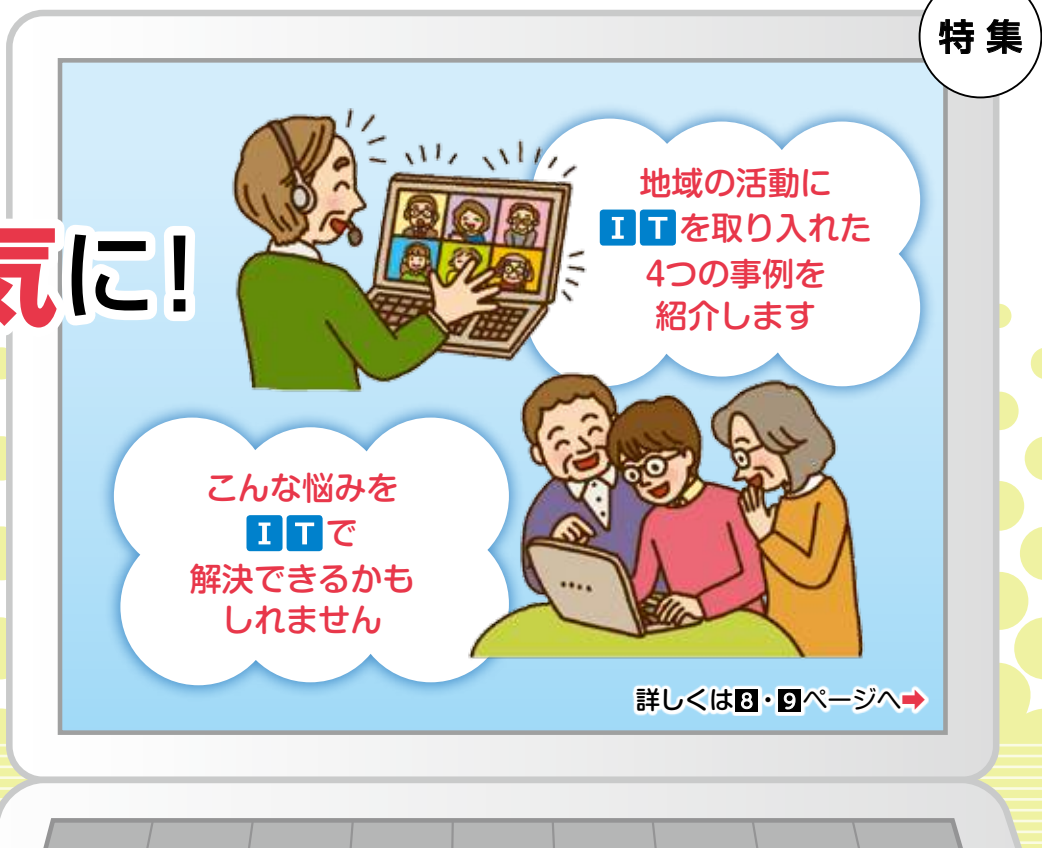 特集
気に!
地域の活動に
ITを取り入れた
4つの事例を
紹介します
こんな悩みを
ITで
解決できるかも
しれません
詳しくは8・9ページへ➡